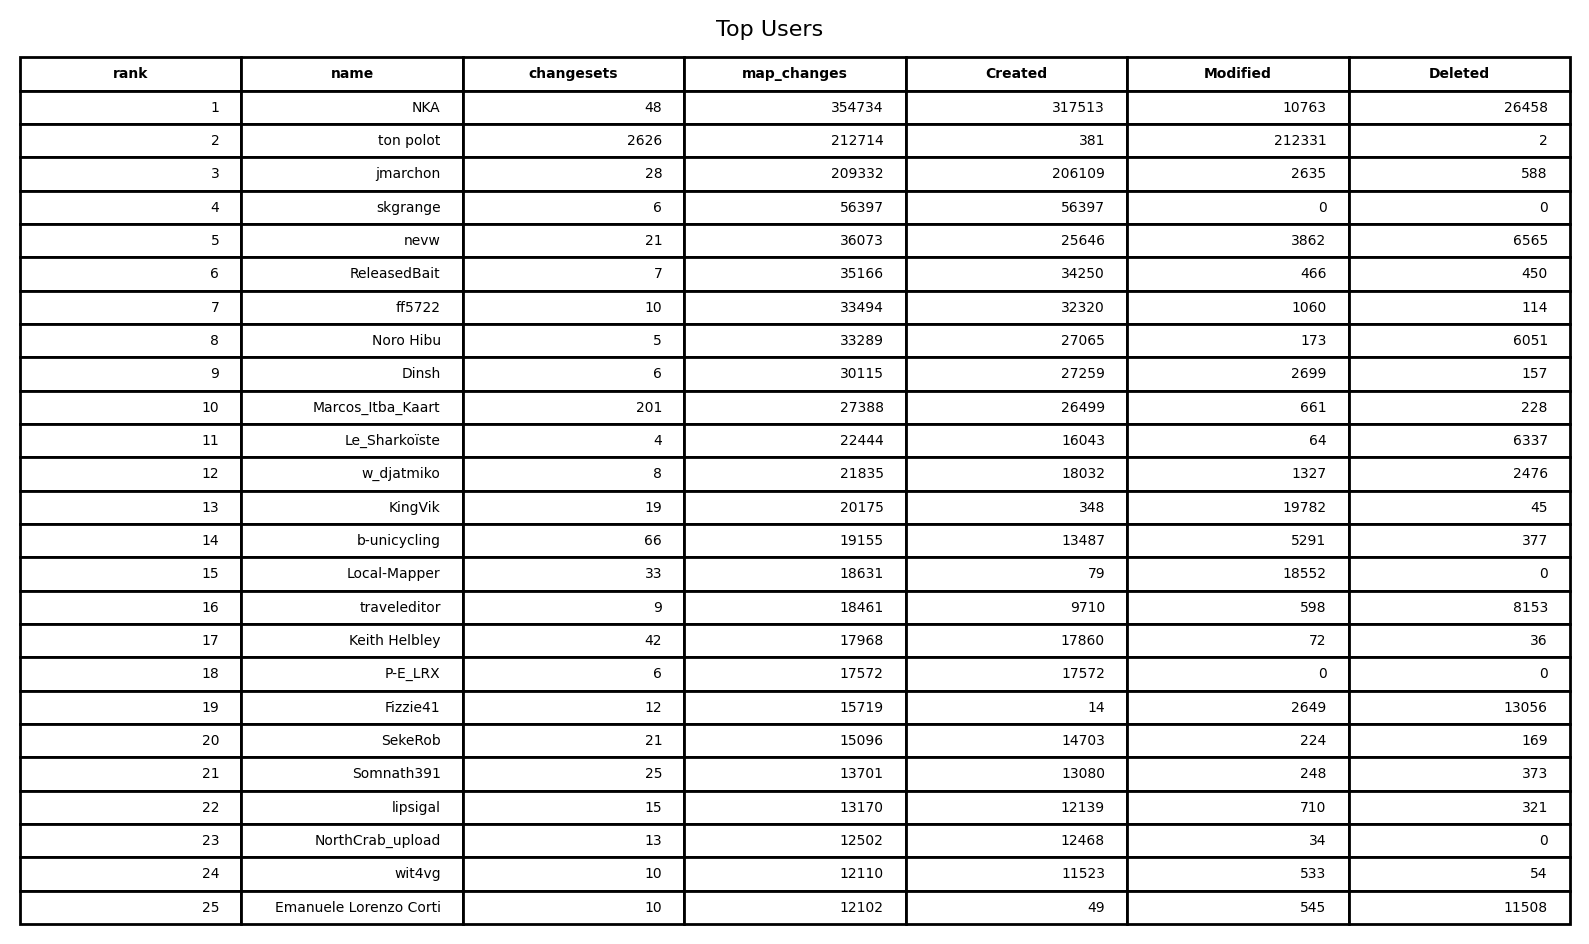 Top Users
rank name changesets map_changes Created Modified Deleted
1 NKA 48 354734 317513 10763 26458
2 ton polot 2626 212714 381 212331 2
3 jmarchon 28 209332 206109 2635 588
4 skgrange 6 56397 56397 0 0
5 nevw 21 36073 25646 3862 6565
6 ReleasedBait 7 35166 34250 466 450
7 ff5722 10 33494 32320 1060 114
8 Noro Hibu 5 33289 27065 173 6051
9 Dinsh 6 30115 27259 2699 157
10 Marcos_Itba_Kaart 201 27388 26499 661 228
11 Le_Sharkoïste 4 22444 16043 64 6337
12 w_djatmiko 8 21835 18032 1327 2476
13 KingVik 19 20175 348 19782 45
14 b-unicycling 66 19155 13487 5291 377
15 Local-Mapper 33 18631 79 18552 0
16 traveleditor 9 18461 9710 598 8153
17 Keith Helbley 42 17968 17860 72 36
18 P-E_LRX 6 17572 17572 0 0
19 Fizzie41 12 15719 14 2649 13056
20 SekeRob 21 15096 14703 224 169
21 Somnath391 25 13701 13080 248 373
22 lipsigal 15 13170 12139 710 321
23 NorthCrab_upload 13 12502 12468 34 0
24 wit4vg 10 12110 11523 533 54
25 Emanuele Lorenzo Corti 10 12102 49 545 11508